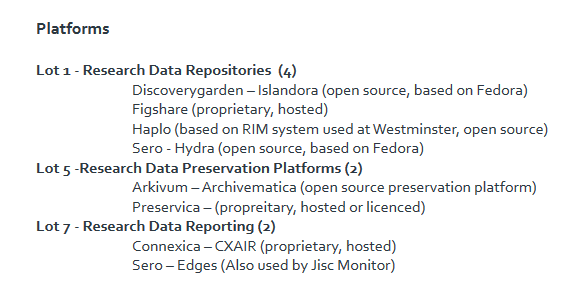 Platforms
Lot 1 - Research Data Repositories (4)
Discoverygarden – Islandora (open source, based on Fedora)
Figshare (proprietary, hosted)
Haplo (based on RIM system used at Westminster, open source)
Sero - Hydra (open source, based on Fedora)
Lot 5 -Research Data Preservation Platforms (2)
Arkivum – Archivematica (open source preservation platform)
Preservica – (propreitary, hosted or licenced)
Lot 7 - Research Data Reporting (2)
Connexica – CXAIR (proprietary, hosted)
Sero – Edges (Also used by Jisc Monitor)